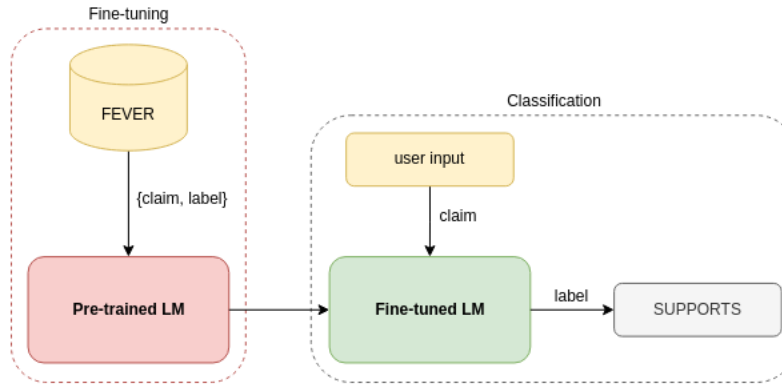 Fine-tuning
FEVER
{claim, label}
Pre-trained LM
Classification
user input
claim
Fine-tuned LM
label
SUPPORTS